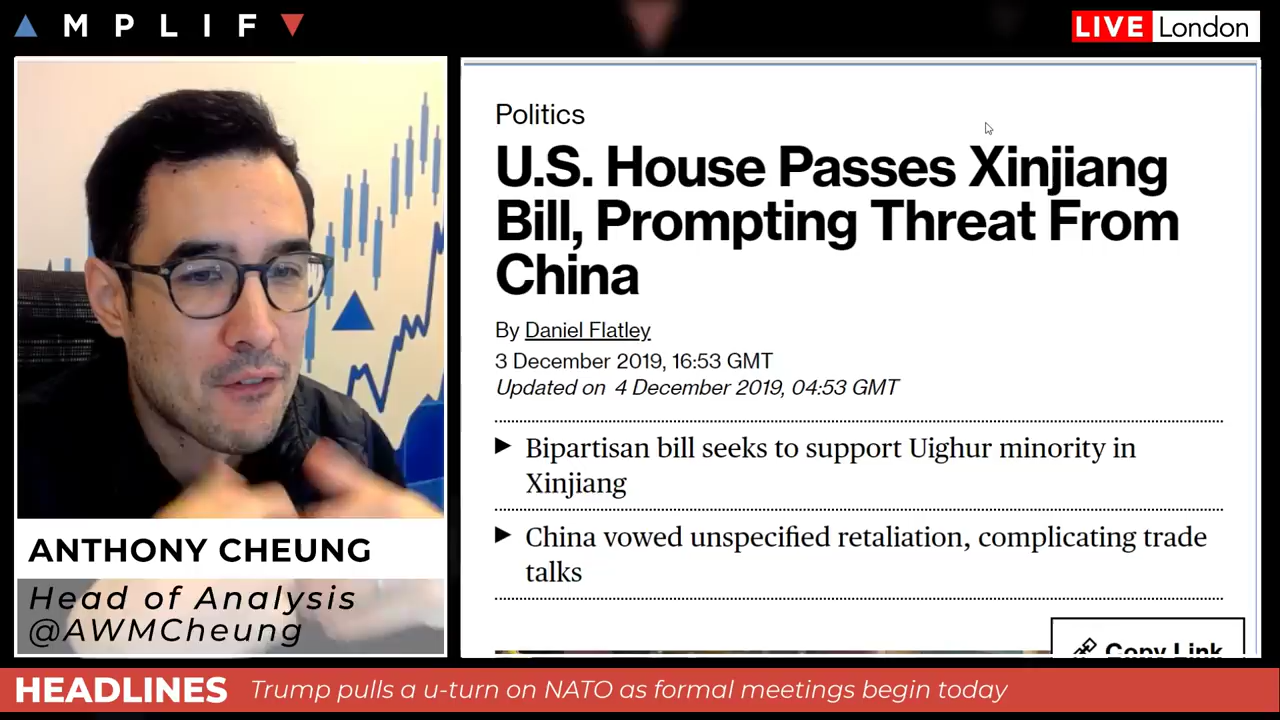 MPLIF
LIVE London
Politics
U.S. House Passes Xinjiang
Bill, Prompting Threat From
China
By Daniel Flatley
3 December 2019, 16:53 GMT
Updated on 4 December 2019, 04:53 GMT
Bipartisan bill seeks to support Uighur minority in
Xinjiang
China vowed unspecified retaliation, complicating trade
talks
Copy Link
ANTHONY CHEUNG
Head of Analysis
@AWMCheung
HEADLINES Trump pulls a u-turn on NATO as formal meetings begin today